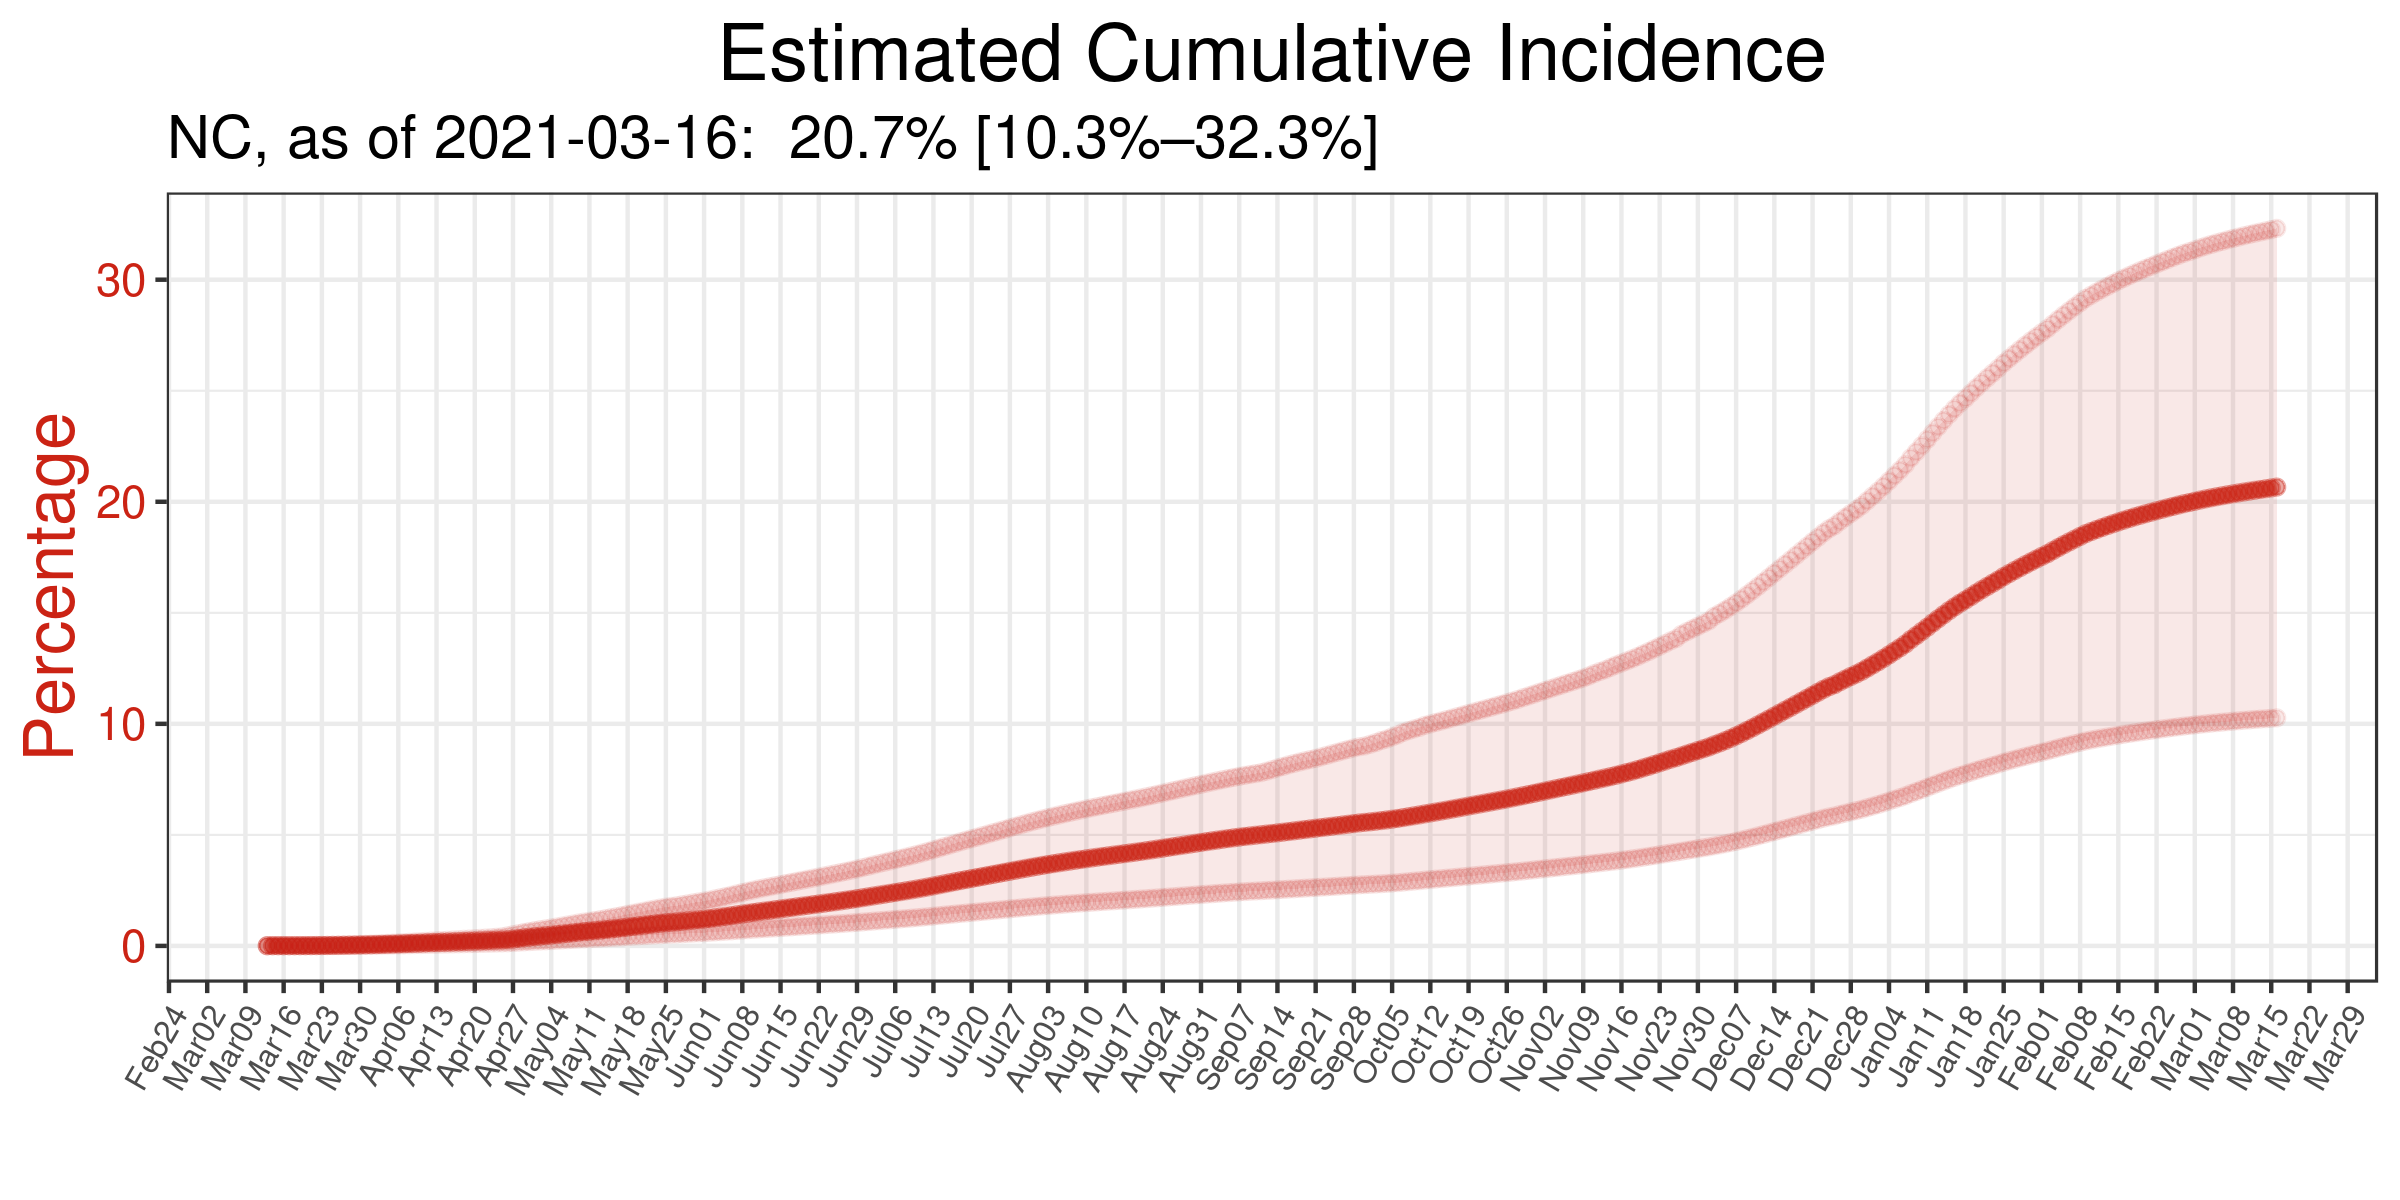 Estimated Cumulative Incidence
NC, as of 2021-03-16:  20.7% [10.3%–32.3%]
Percentage
30
20
10
0
Feb24
Mar02
Mar09
Mar16
Mar23
Mar30
Apr06
Apr13
Apr20
Apr27
May04
May11
May18
May25
Jun01
Jun08
Jun15
Jun22
Jun29
Jul06
Jul13
Jul20
Jul27
Aug03
Aug10
Aug17
Aug24
Aug31
Sep07
Sep14
Sep21
Sep28
Oct05
Oct12
Oct19
Oct26
Nov02
Nov09
Nov16
Nov23
Nov30
Dec07
Dec14
Dec21
Dec28
Jan04
Jan11
Jan18
Jan25
Feb01
Feb08
Feb15
Feb22
Mar01
Mar08
Mar15
Mar22
Mar29